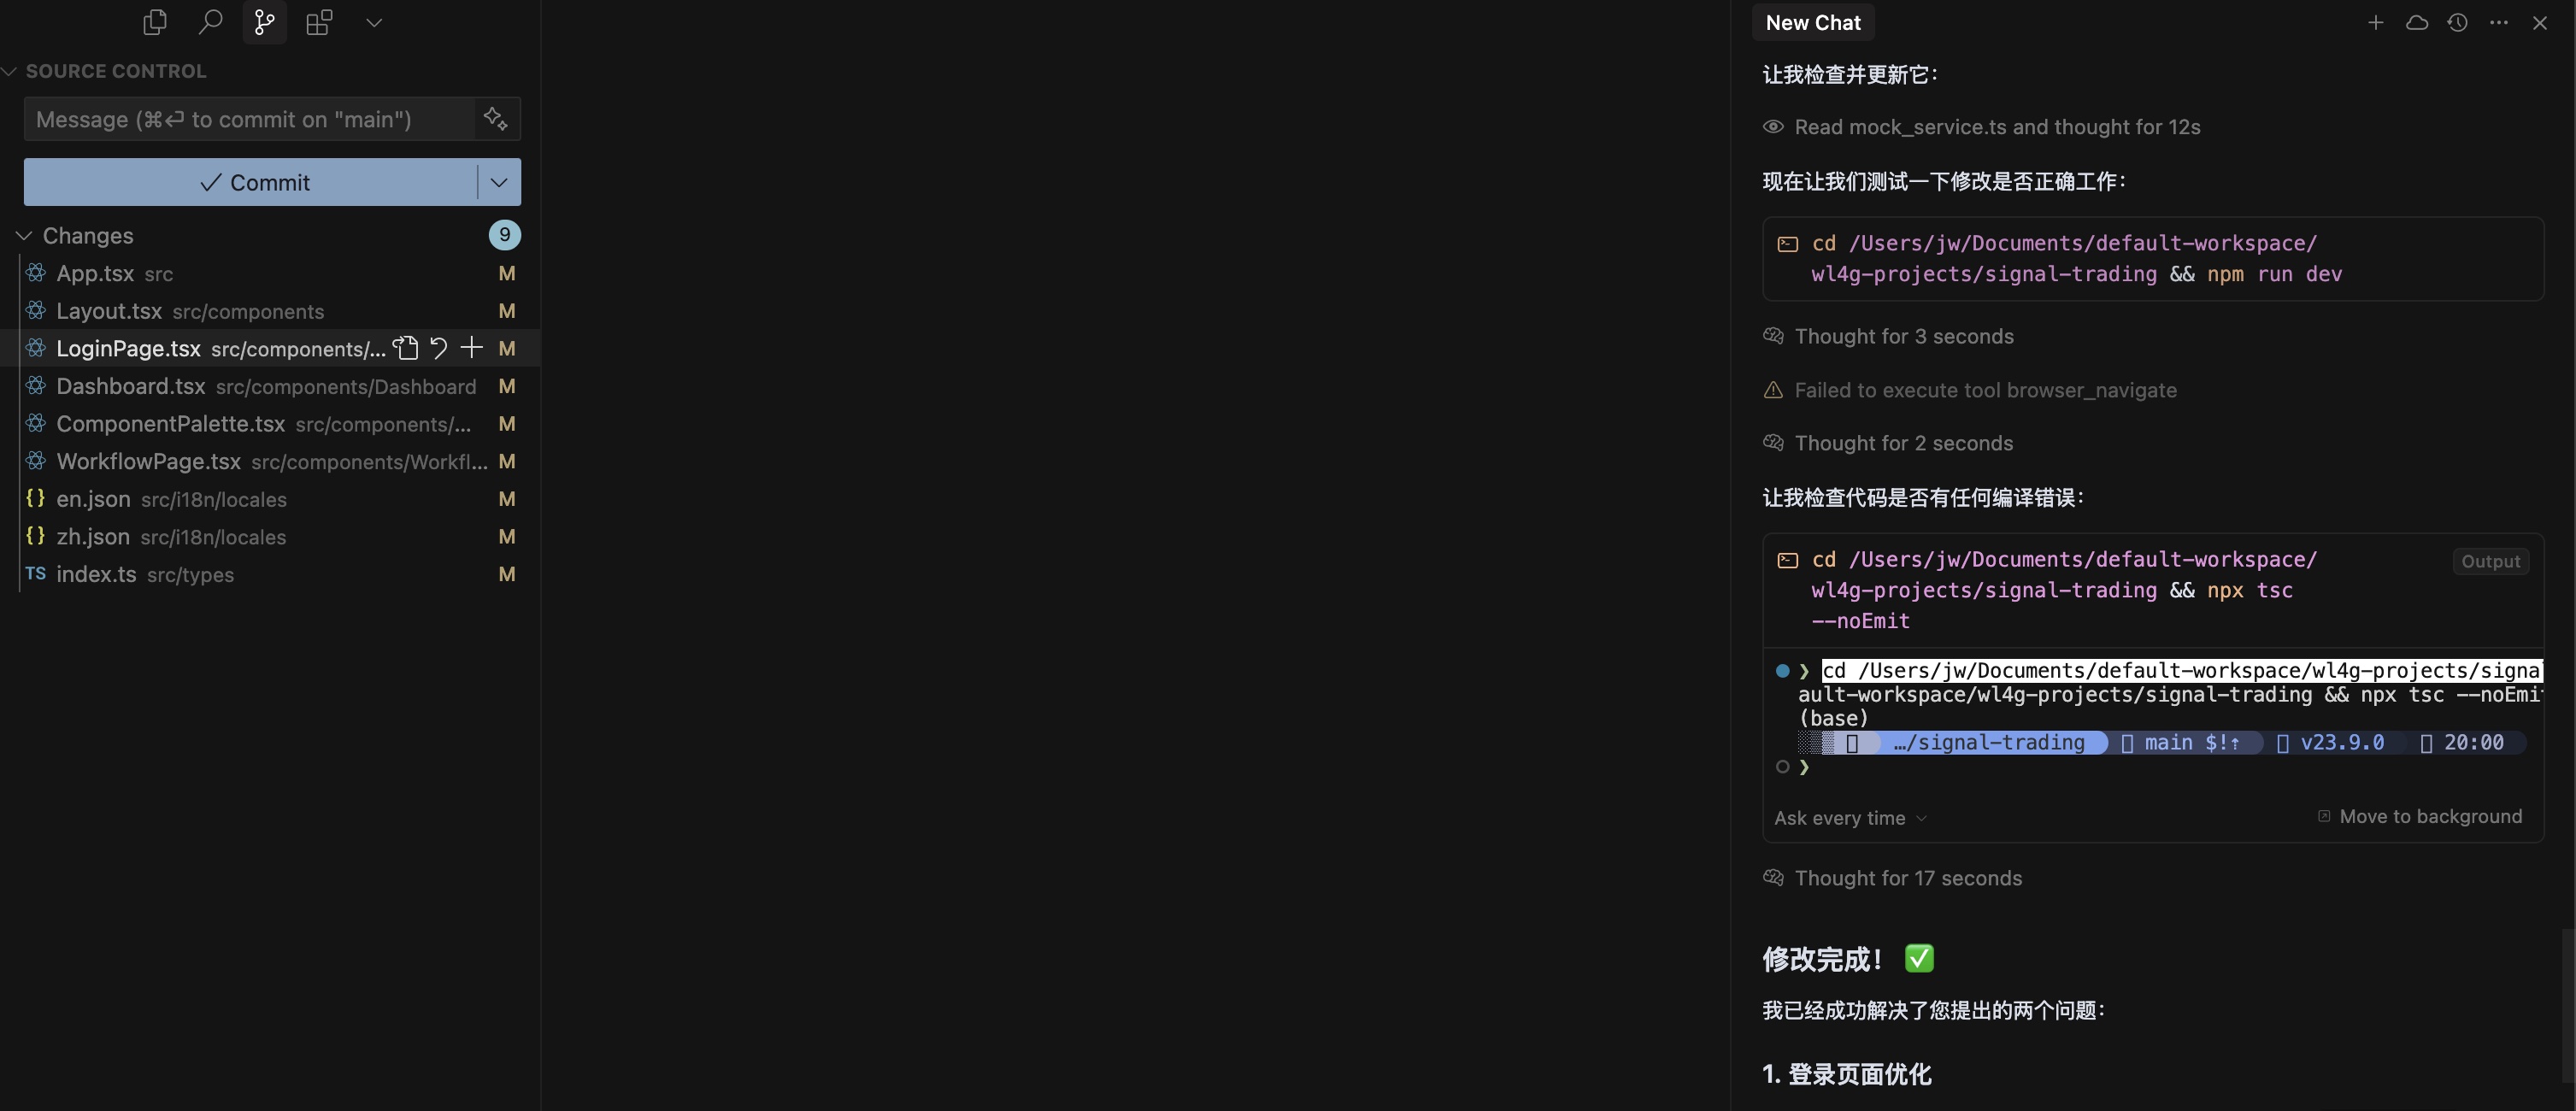 SOURCE CONTROL
Message (⌘⏎ to commit on "main")
Commit
Changes
9
App.tsx src M
Layout.tsx src/components M
LoginPage.tsx src/components/... M
Dashboard.tsx src/components/Dashboard M
ComponentPalette.tsx src/components/... M
WorkflowPage.tsx src/components/Workfl... M
{} en.json src/i18n/locales M
{} zh.json src/i18n/locales M
TS index.ts src/types M
New Chat
让我检查并更新它：
Read mock_service.ts and thought for 12s
现在让我们测试一下修改是否正确工作：
cd /Users/jw/Documents/default-workspace/
wl4g-projects/signal-trading && npm run dev
Thought for 3 seconds
Failed to execute tool browser_navigate
Thought for 2 seconds
让我检查代码是否有任何编译错误：
cd /Users/jw/Documents/default-workspace/
Output
wl4g-projects/signal-trading && npx tsc
--noEmit
❯ cd /Users/jw/Documents/default-workspace/wl4g-projects/signa
ault-workspace/wl4g-projects/signal-trading && npx tsc --noEmi
(base)
…/signal-trading main $!⇡ v23.9.0 20:00
❯
Ask every time
Move to background
Thought for 17 seconds
修改完成！ ✅
我已经成功解决了您提出的两个问题：
1. 登录页面优化